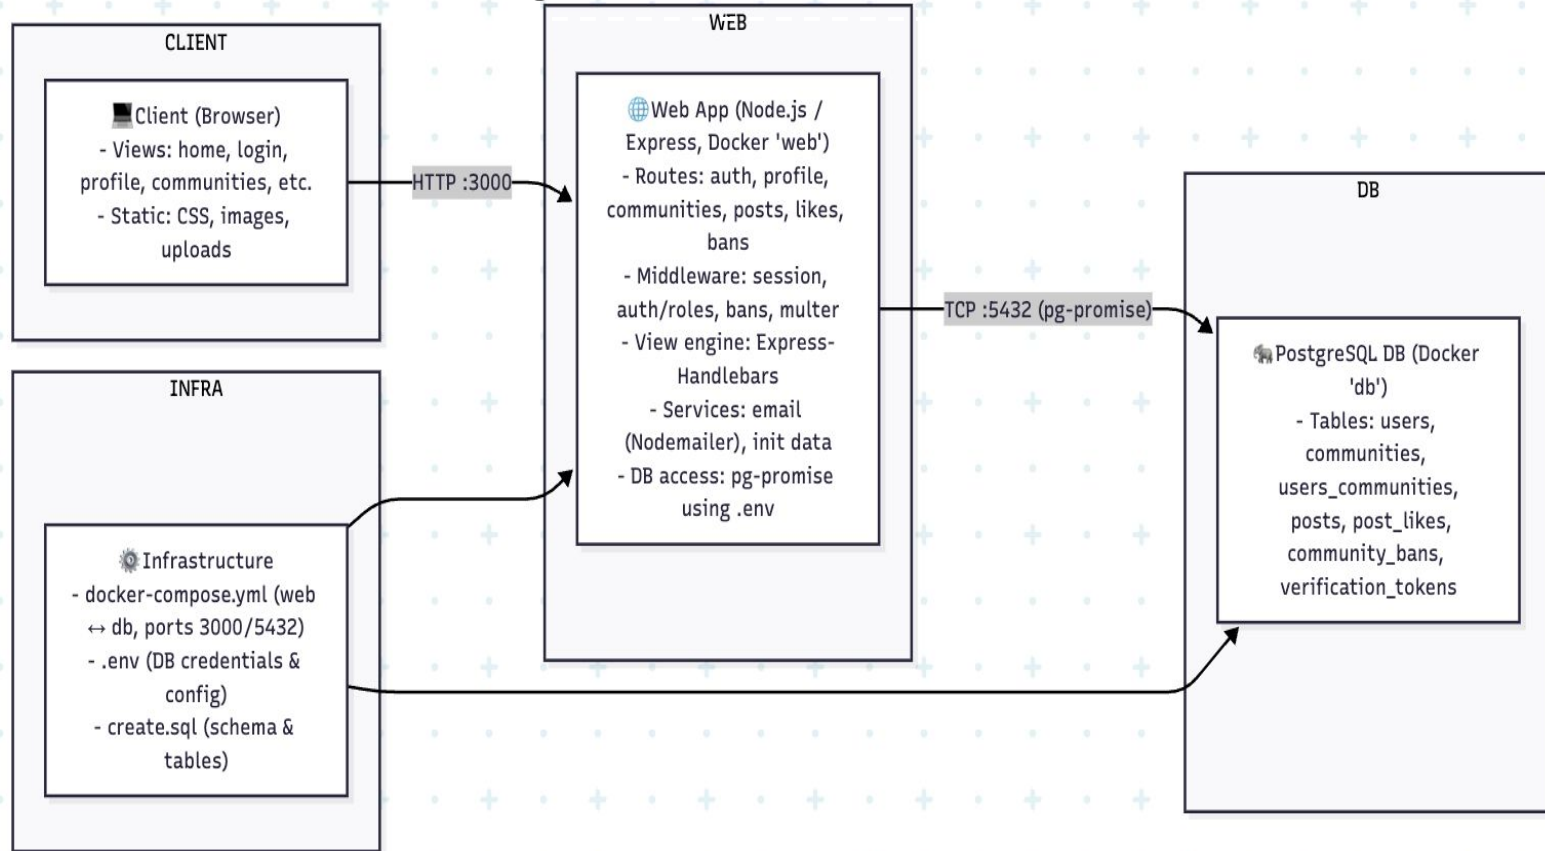 CLIENT
Client (Browser)
- Views: home, login,
profile, communities, etc.
- Static: CSS, images,
uploads
HTTP :3000
INFRA
Infrastructure
- docker-compose.yml (web
↔ db, ports 3000/5432)
- .env (DB credentials &
config)
- create.sql (schema &
tables)
WEB
Web App (Node.js /
Express, Docker 'web')
- Routes: auth, profile,
communities, posts, likes,
bans
- Middleware: session,
auth/roles, bans, multer
- View engine: Express-
Handlebars
- Services: email
(Nodemailer), init data
- DB access: pg-promise
using .env
TCP :5432 (pg-promise)
DB
PostgreSQL DB (Docker
'db')
- Tables: users,
communities,
users_communities,
posts, post_likes,
community_bans,
verification_tokens